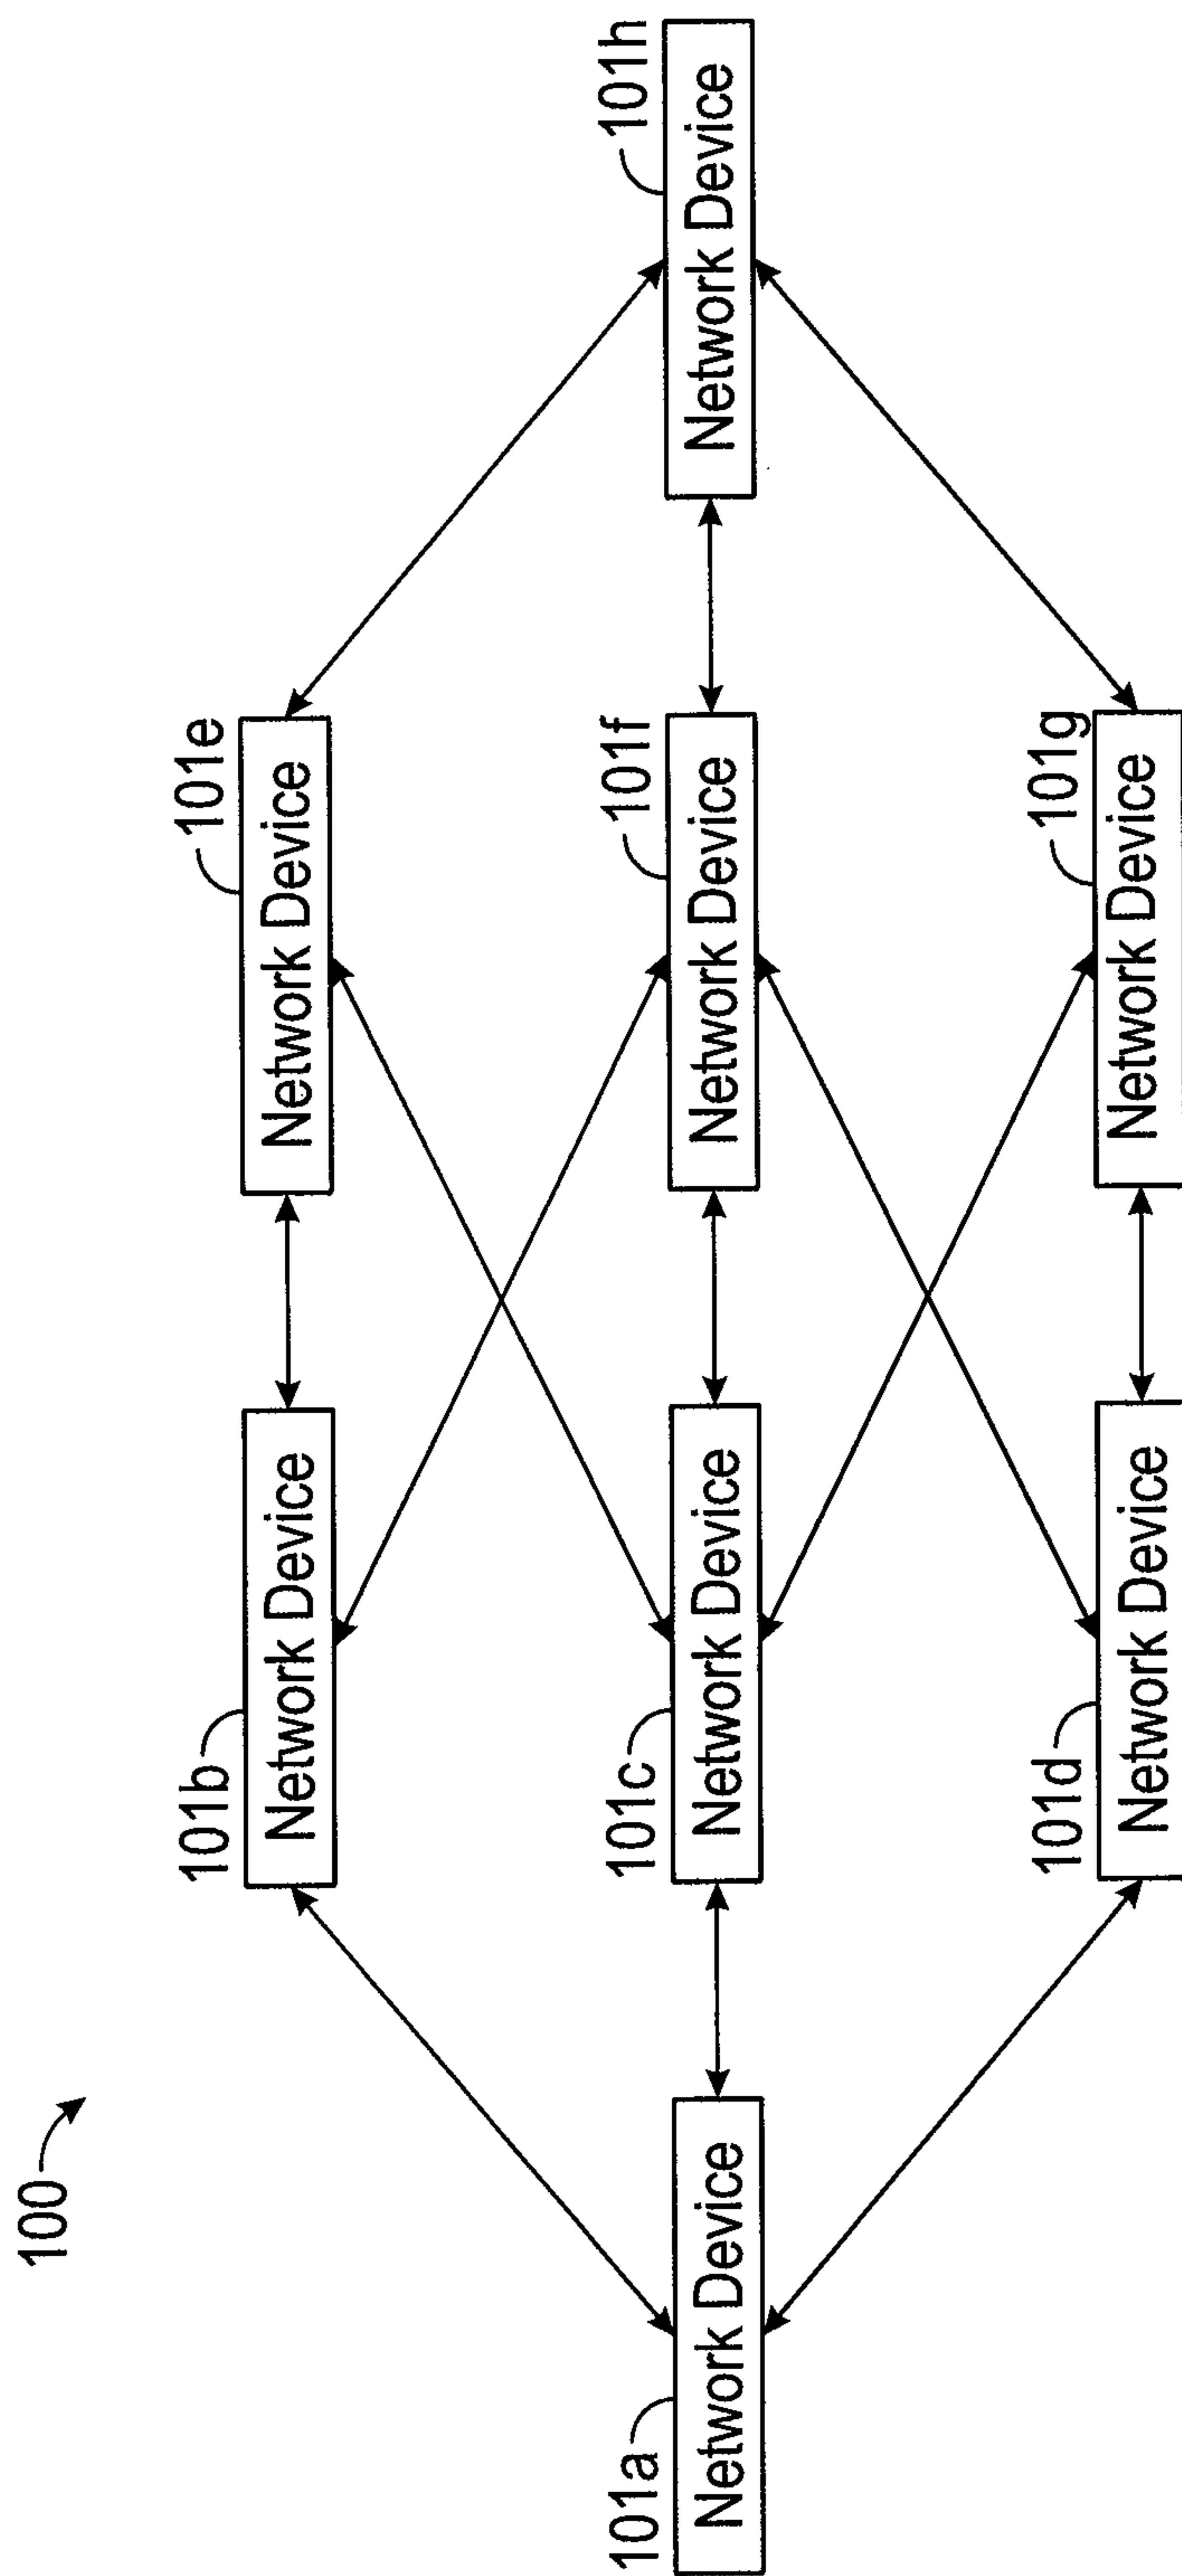 100
101b
Network Device
101e
Network Device
101a
Network Device
101c
Network Device
101f
Network Device
101h
Network Device
101d
Network Device
101g
Network Device